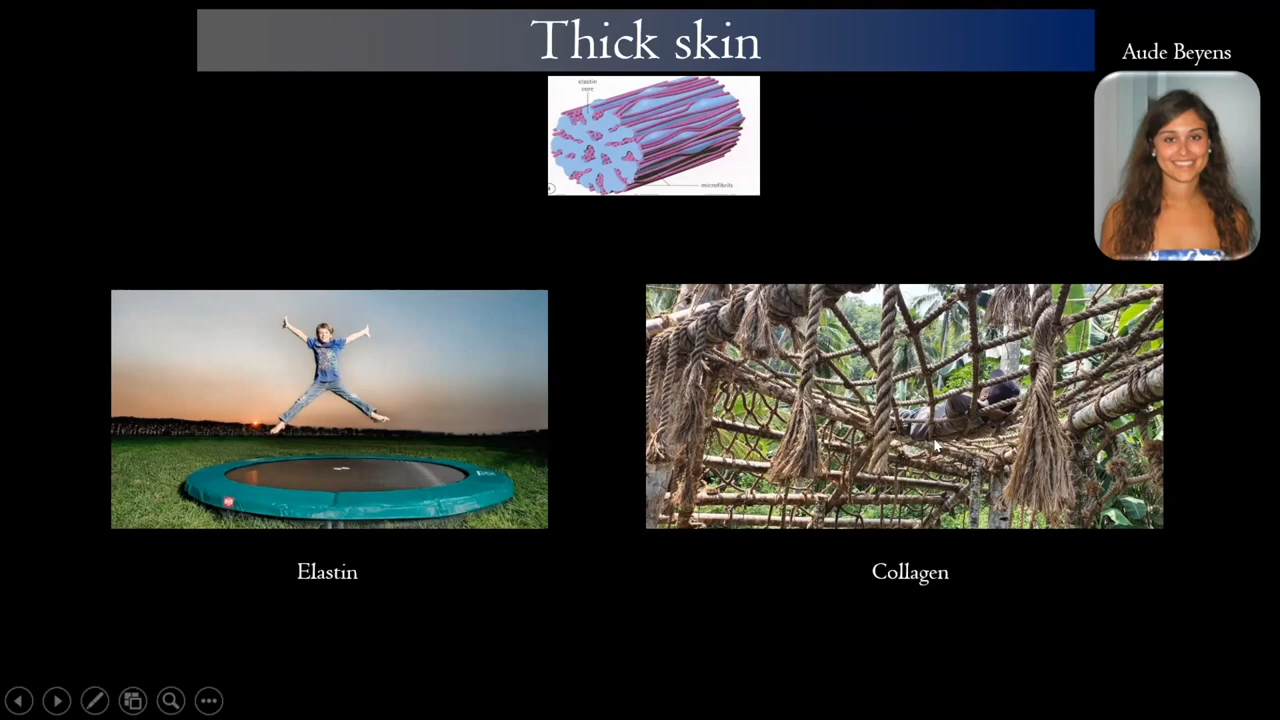 Thick skin
Aude Beyens
elastin
core
microfibrils
Elastin
Collagen